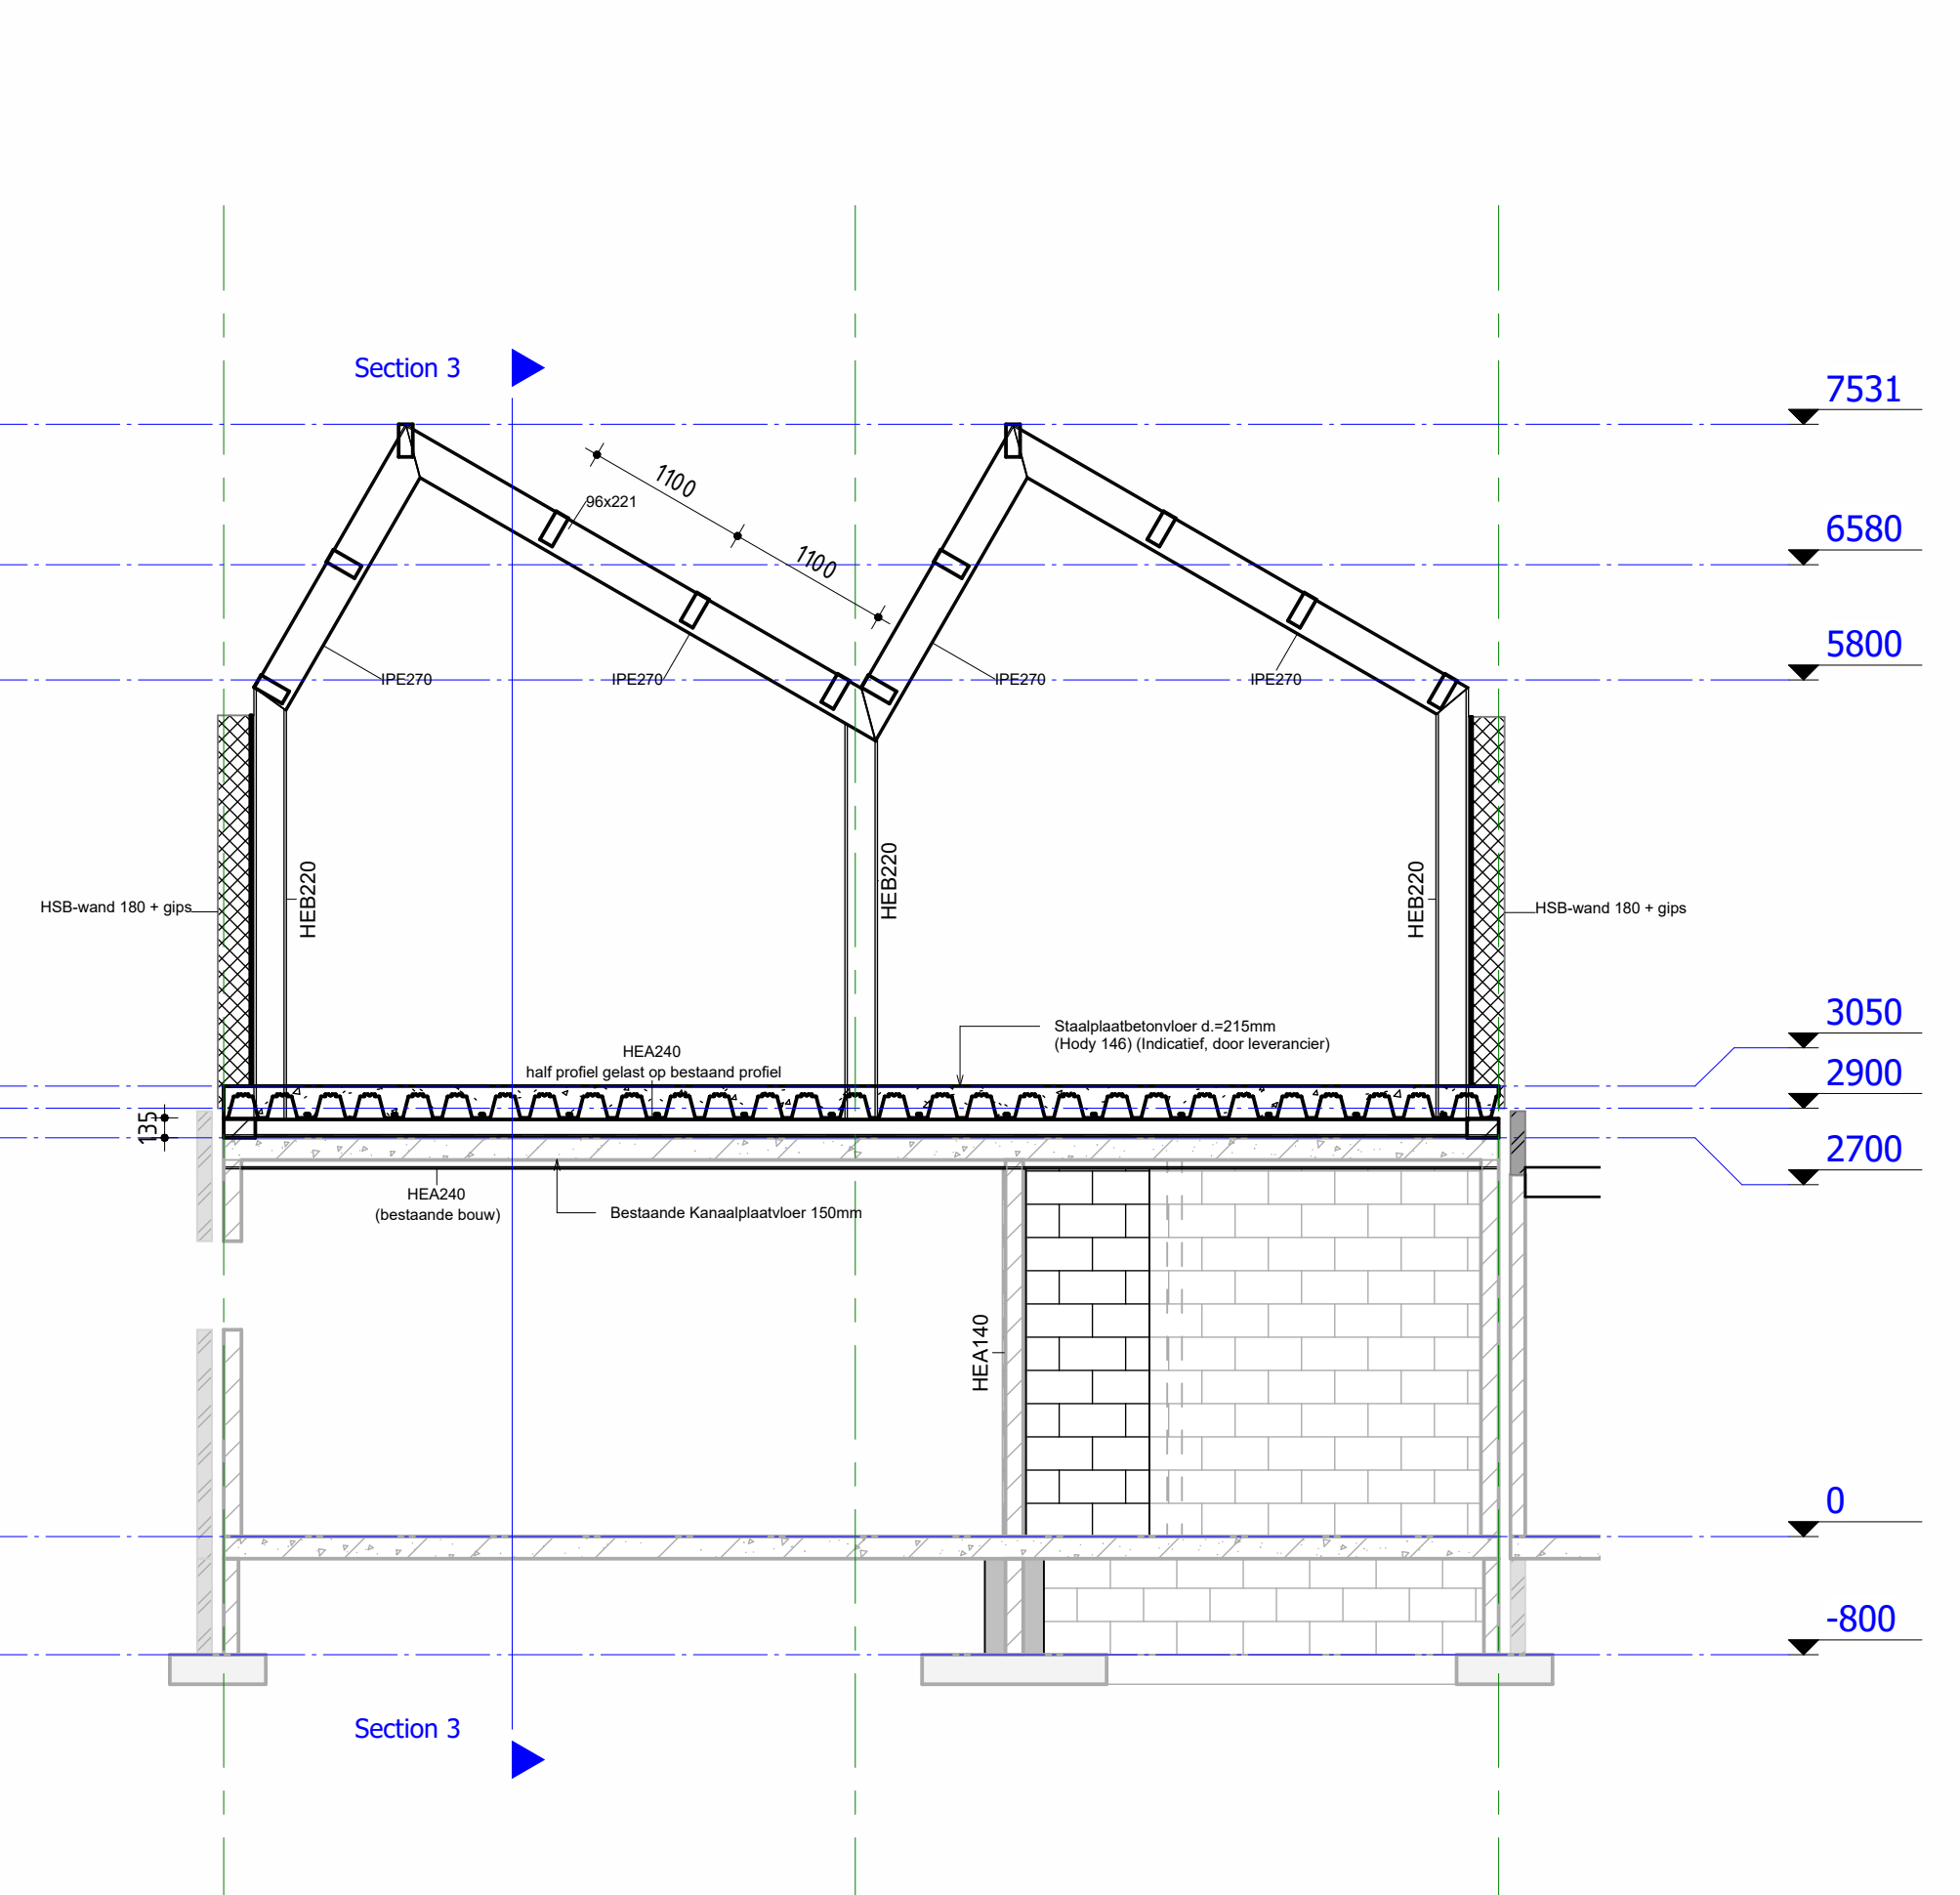 Section 3
7531
1100
96x221
6580
1100
5800
IPE270
IPE270
IPE270
IPE270
HEB220
HEB220
HEB220
HSB-wand 180 + gips
HSB-wand 180 + gips
3050
Staalplaatbetonvloer d.=215mm
(Hody 146) (Indicatief, door leverancier)
HEA240
half profiel gelast op bestaand profiel
2900
135
2700
HEA240
(bestaande bouw)
Bestaande Kanaalplaatvloer 150mm
HEA140
0
-800
Section 3